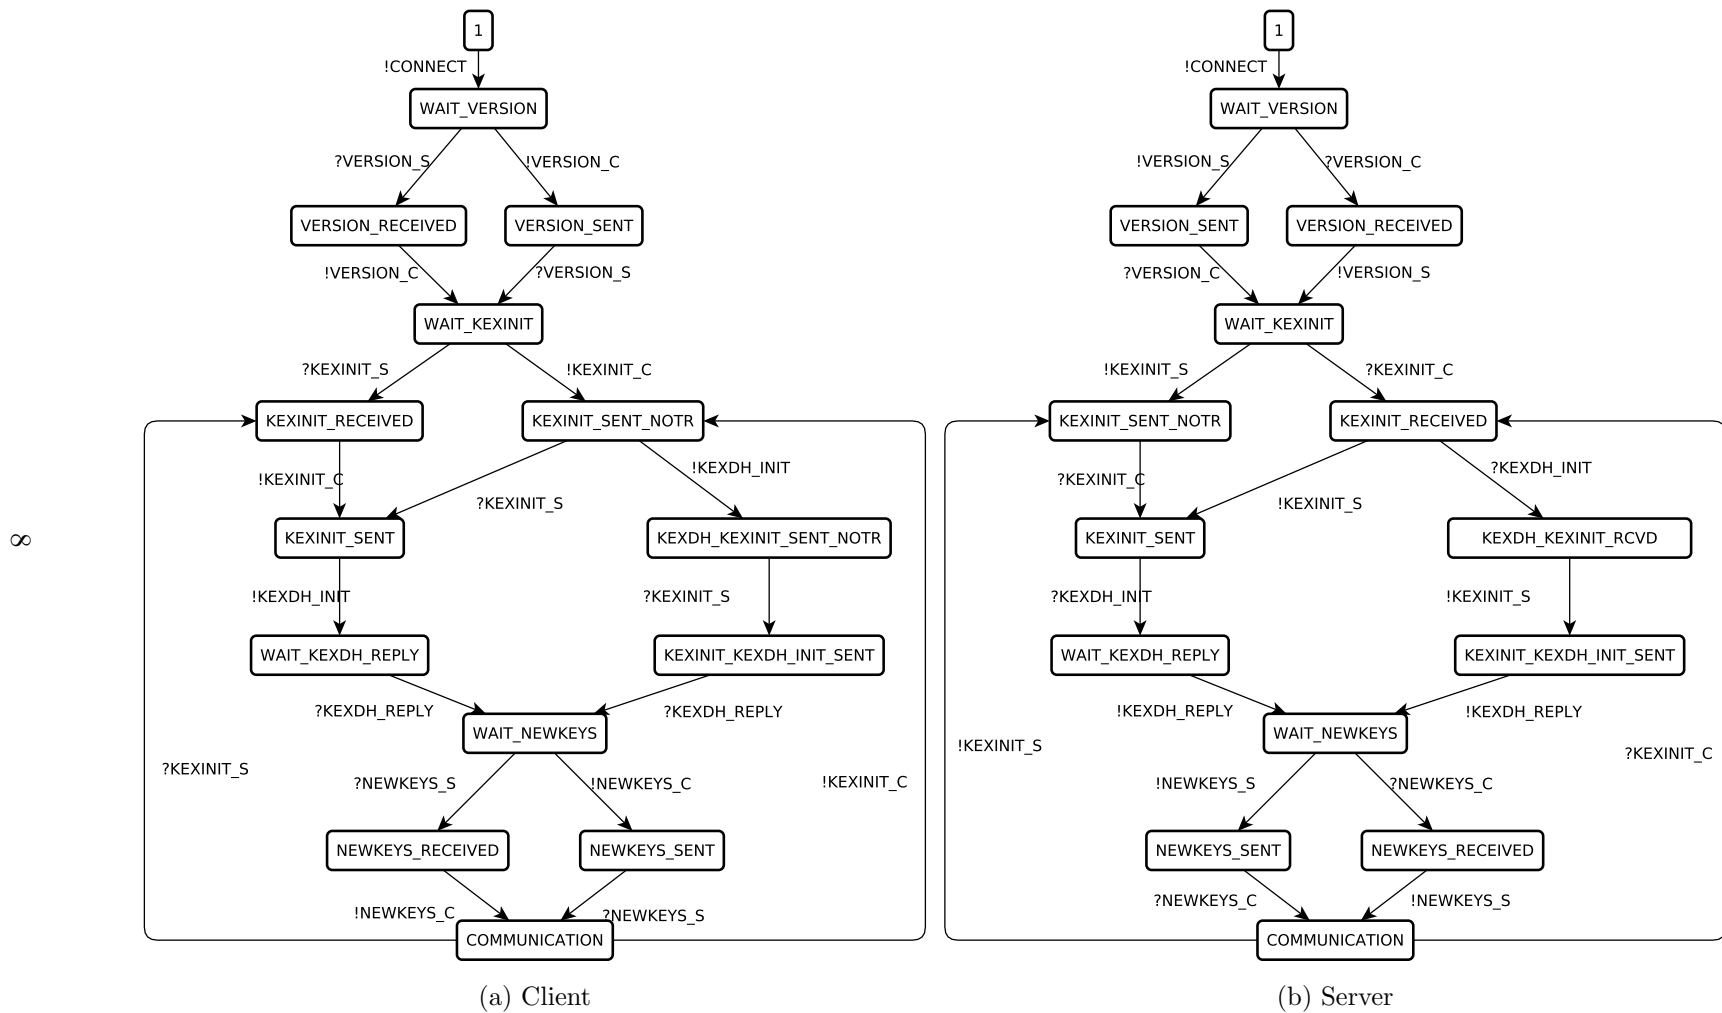 1
!CONNECT
WAIT_VERSION
?VERSION_S
!VERSION_C
VERSION_RECEIVED
VERSION_SENT
!VERSION_C
?VERSION_S
WAIT_KEXINIT
?KEXINIT_S
!KEXINIT_C
KEXINIT_RECEIVED
KEXINIT_SENT_NOTR
!KEXINIT_C
?KEXINIT_S
!KEXDH_INIT
KEXINIT_SENT
KEXDH_KEXINIT_SENT_NOTR
!KEXDH_INIT
?KEXINIT_S
WAIT_KEXDH_REPLY
KEXINIT_KEXDH_INIT_SENT
?KEXDH_REPLY
?KEXDH_REPLY
WAIT_NEWKEYS
?KEXINIT_S
?NEWKEYS_S
!NEWKEYS_C
!KEXINIT_C
NEWKEYS_RECEIVED
NEWKEYS_SENT
!NEWKEYS_C
?NEWKEYS_S
COMMUNICATION
(a) Client
1
!CONNECT
WAIT_VERSION
!VERSION_S
?VERSION_C
VERSION_SENT
VERSION_RECEIVED
?VERSION_C
!VERSION_S
WAIT_KEXINIT
!KEXINIT_S
?KEXINIT_C
KEXINIT_SENT_NOTR
KEXINIT_RECEIVED
?KEXINIT_C
!KEXINIT_S
?KEXDH_INIT
KEXINIT_SENT
KEXDH_KEXINIT_RCVD
?KEXDH_INIT
!KEXINIT_S
WAIT_KEXDH_REPLY
KEXINIT_KEXDH_INIT_SENT
!KEXDH_REPLY
!KEXDH_REPLY
WAIT_NEWKEYS
!KEXINIT_S
?KEXINIT_C
!NEWKEYS_S
?NEWKEYS_C
NEWKEYS_SENT
NEWKEYS_RECEIVED
?NEWKEYS_C
!NEWKEYS_S
COMMUNICATION
(b) Server
∞